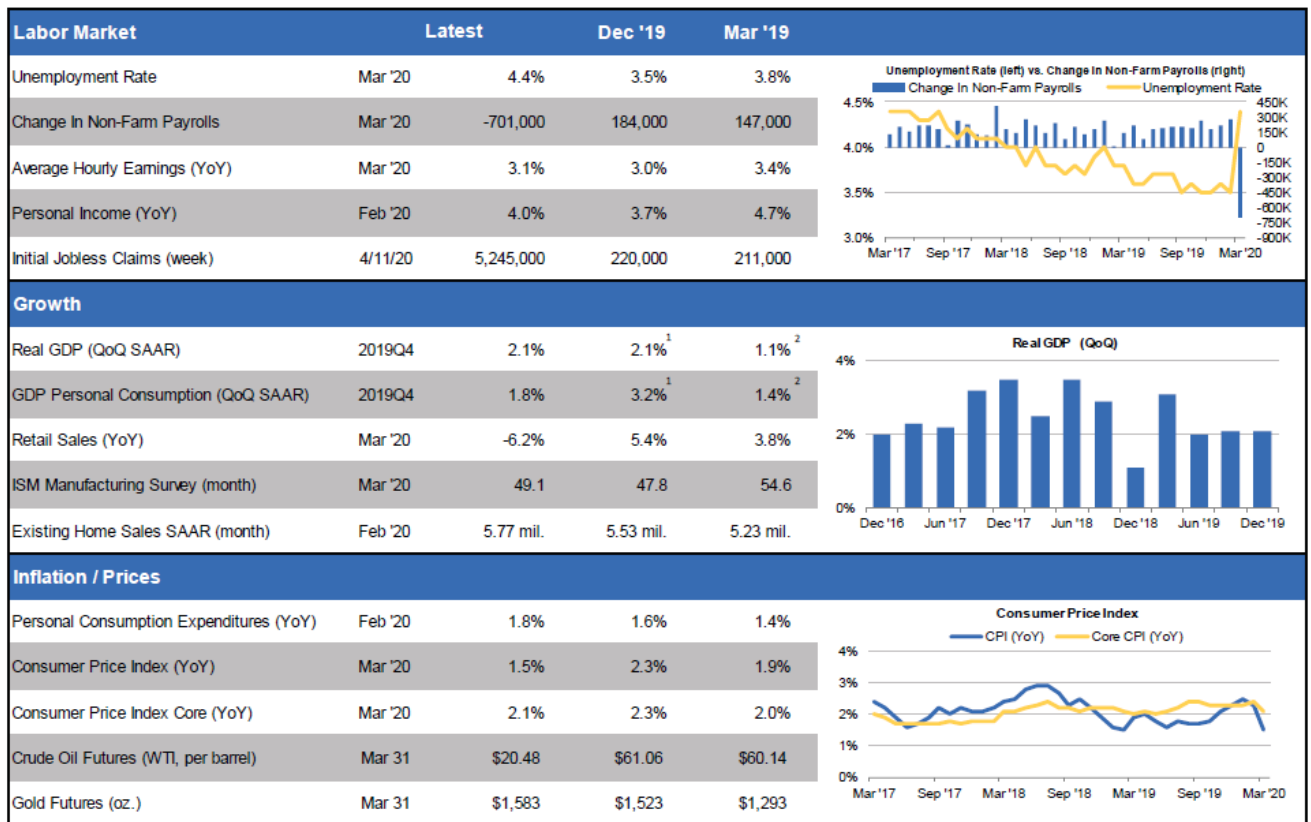 Labor Market Latest Dec '19 Mar '19
Unemployment Rate Mar '20 4.4% 3.5% 3.8%
Change In Non-Farm Payrolls Mar '20 -701,000 184,000 147,000
Average Hourly Earnings (YoY) Mar '20 3.1% 3.0% 3.4%
Personal Income (YoY) Feb '20 4.0% 3.7% 4.7%
Initial Jobless Claims (week) 4/11/20 5,245,000 220,000 211,000
Unemployment Rate (left) vs. Change In Non-Farm Payrolls (right)
Change In Non-Farm Payrolls Unemployment Rate
4.5%
4.0%
3.5%
3.0%
450K
300K
150K
0
-150K
-300K
-450K
-600K
-750K
-900K
Mar '17 Sep '17 Mar '18 Sep '18 Mar '19 Sep '19 Mar '20
Growth
Real GDP (QoQ SAAR) 2019Q4 2.1% 2.1% 1 1.1% 2
GDP Personal Consumption (QoQ SAAR) 2019Q4 1.8% 3.2% 1 1.4% 2
Retail Sales (YoY) Mar '20 -6.2% 5.4% 3.8%
ISM Manufacturing Survey (month) Mar '20 49.1 47.8 54.6
Existing Home Sales SAAR (month) Feb '20 5.77 mil. 5.53 mil. 5.23 mil.
Real GDP (QoQ)
4%
2%
0%
Dec '16 Jun '17 Dec '17 Jun '18 Dec '18 Jun '19 Dec '19
Inflation / Prices
Personal Consumption Expenditures (YoY) Feb '20 1.8% 1.6% 1.4%
Consumer Price Index (YoY) Mar '20 1.5% 2.3% 1.9%
Consumer Price Index Core (YoY) Mar '20 2.1% 2.3% 2.0%
Crude Oil Futures (WTI, per barrel) Mar 31 $20.48 $61.06 $60.14
Gold Futures (oz.) Mar 31 $1,583 $1,523 $1,293
Consumer Price Index
CPI (YoY) Core CPI (YoY)
4%
3%
2%
1%
0%
Mar '17 Sep '17 Mar '18 Sep '18 Mar '19 Sep '19 Mar '20